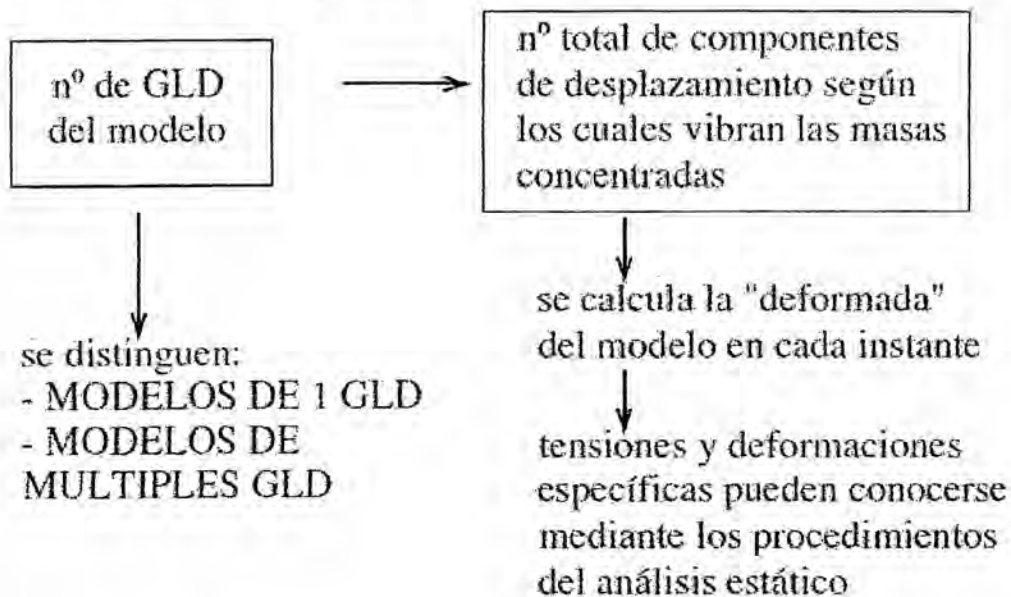 nº de GLD
del modelo
nº total de componentes
de desplazamiento según
los cuales vibran las masas
concentradas
se distinguen:
- MODELOS DE 1 GLD
- MODELOS DE
MULTIPLES GLD
se calcula la "deformada"
del modelo en cada instante
tensiones y deformaciones
específicas pueden conocerse
mediante los procedimientos
del análisis estático